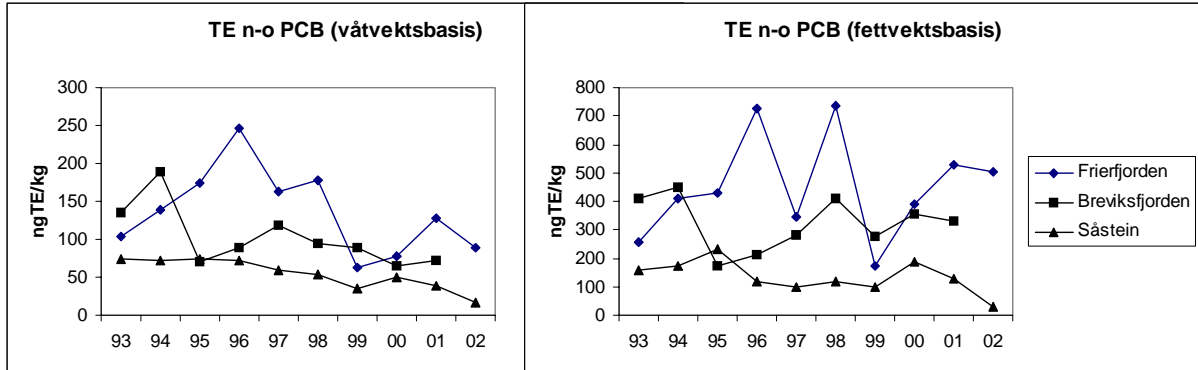 TE n-o PCB (våtvektsbasis)
300
250
200
150
100
50
0
ngTE/kg
93 94 95 96 97 98 99 00 01 02
TE n-o PCB (fettvektsbasis)
800
700
600
500
400
300
200
100
0
ngTE/kg
93 94 95 96 97 98 99 00 01 02
Frierfjorden
Breviksfjorden
Såstein